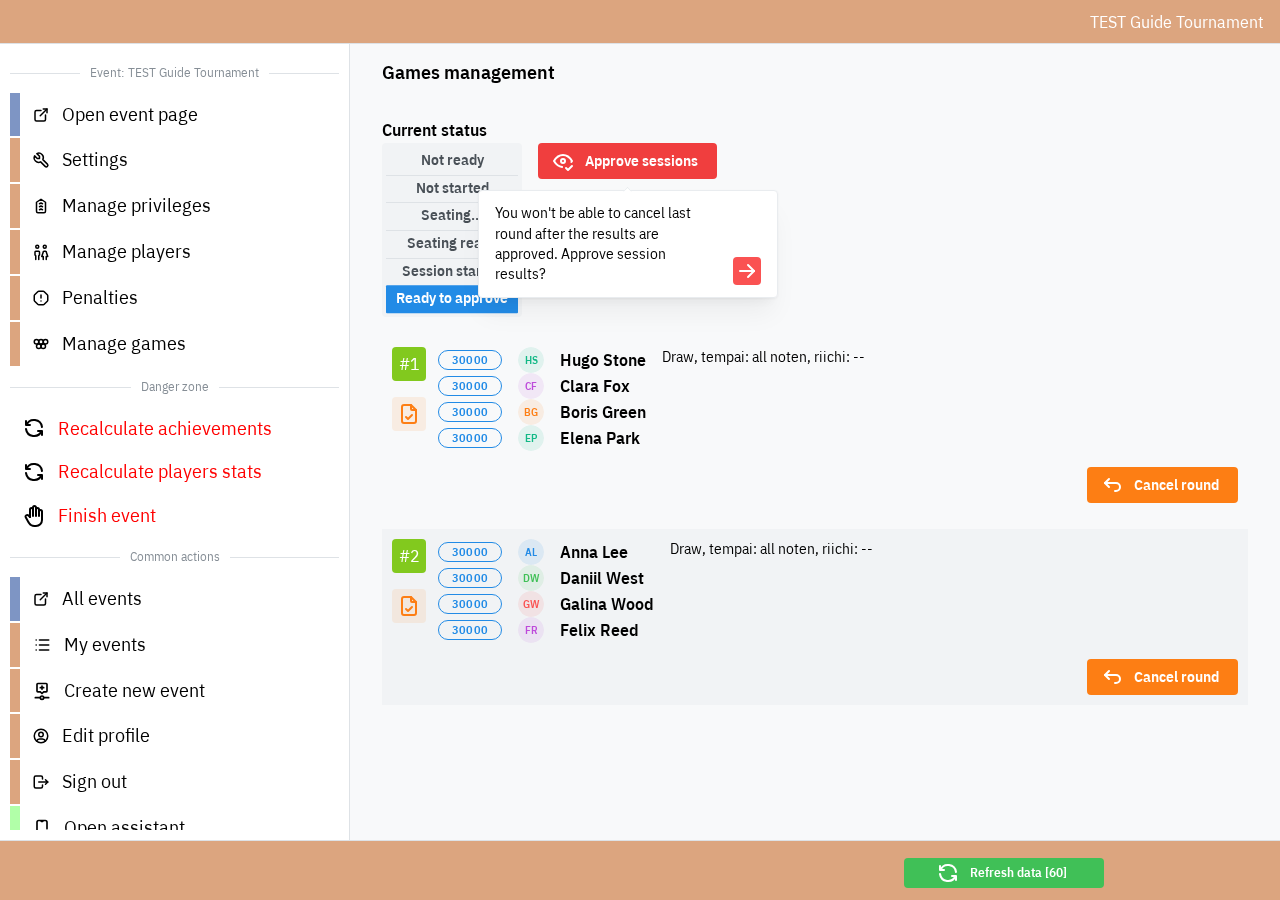 TEST Guide Tournament
Event: TEST Guide Tournament
Open event page
Settings
Manage privileges
Manage players
Penalties
Manage games
Danger zone
Recalculate achievements
Recalculate players stats
Finish event
Common actions
All events
My events
Create new event
Edit profile
Sign out
Open assistant
Games management
Current status
Not ready
Not started
Seating..
Seating rea
Session star
Ready to approve
Approve sessions
You won't be able to cancel last
round after the results are
approved. Approve session
results?
#1
30000 HS Hugo Stone
30000 CF Clara Fox
30000 BG Boris Green
30000 EP Elena Park
Draw, tempai: all noten, riichi: --
Cancel round
#2
30000 AL Anna Lee
30000 DW Daniil West
30000 GW Galina Wood
30000 FR Felix Reed
Draw, tempai: all noten, riichi: --
Cancel round
Refresh data [60]